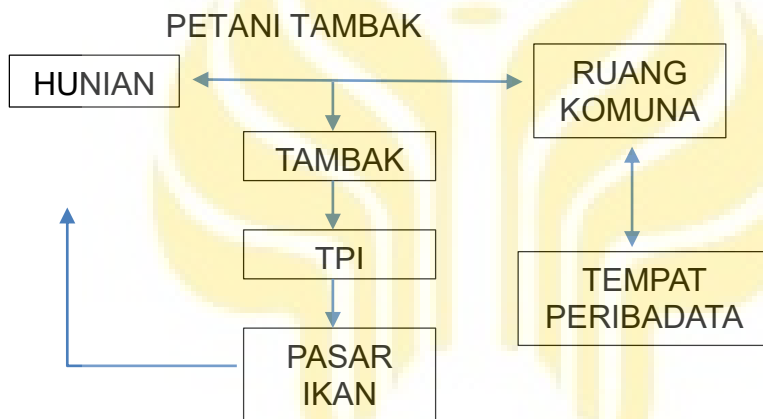 PETANI TAMBAK
HUNIAN
RUANG
KOMUNA
TAMBAK
TPI
TEMPAT
PERIBADATA
PASAR
IKAN